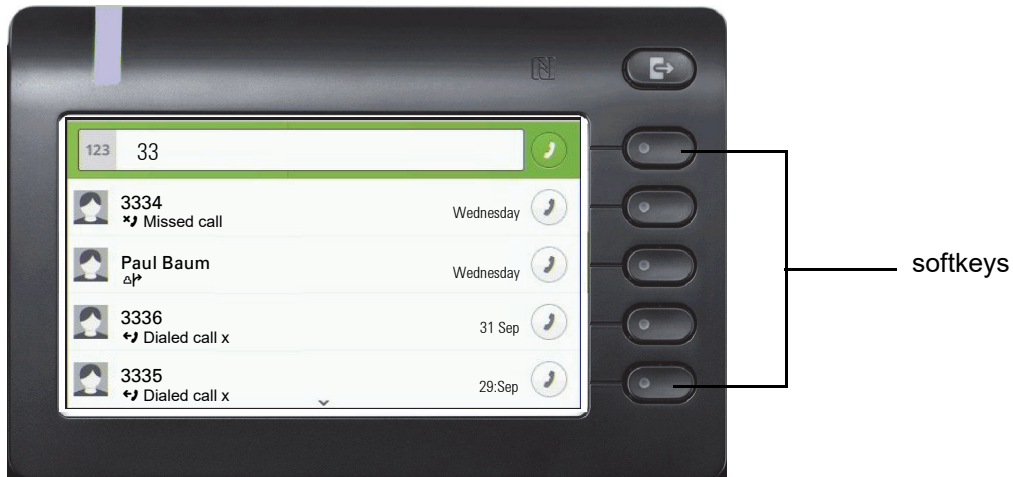 123 33
3334
Missed call
Wednesday
Paul Baum
Wednesday
3336
Dialed call x
31 Sep
3335
Dialed call x
29:Sep
softkeys